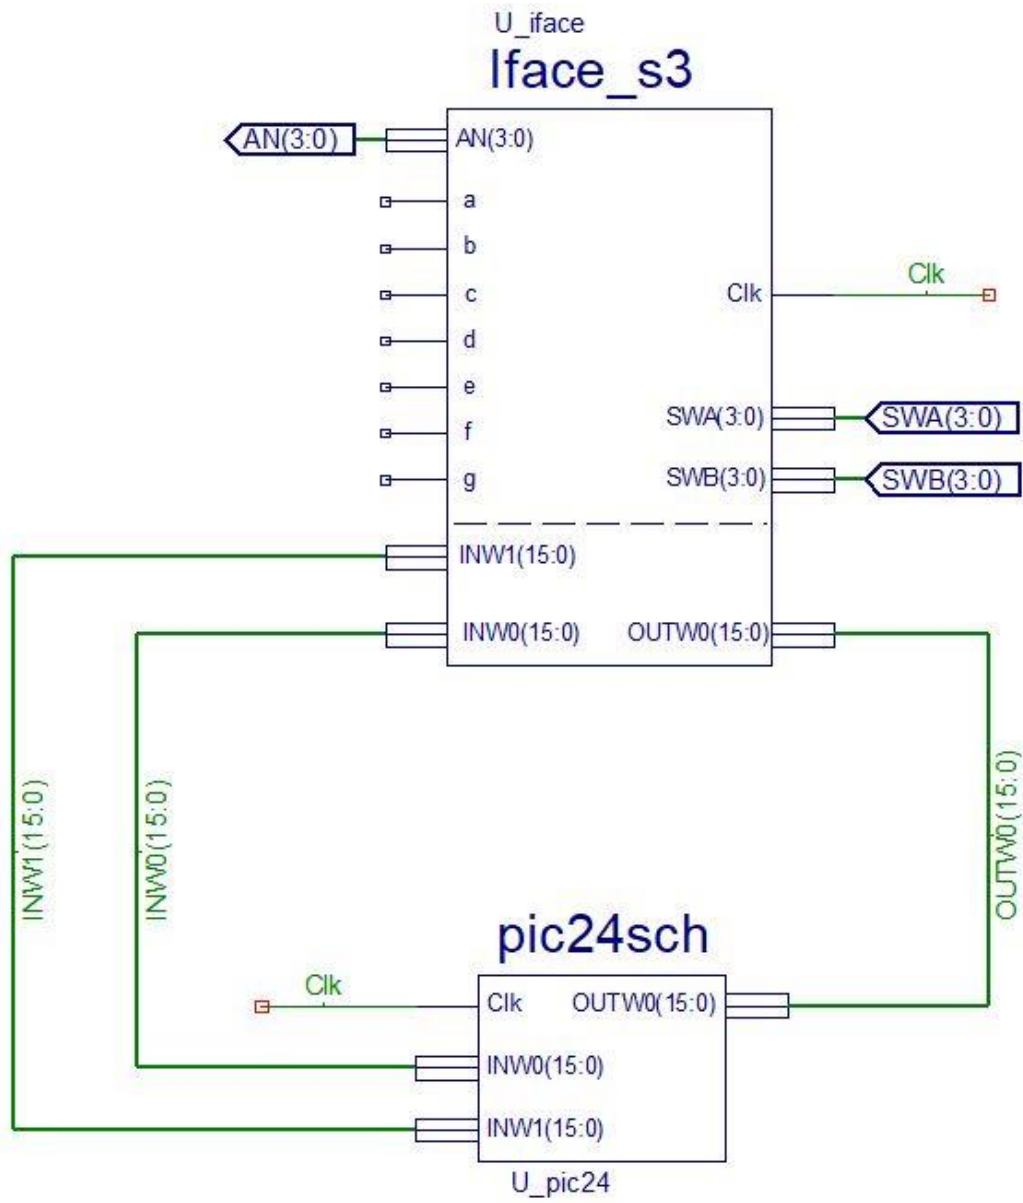 U_iface
Iface_s3
AN(3:0)
AN(3:0)
a
b
c
Clk
Clk
d
e
SWA(3:0)
SWA(3:0)
f
g
SWB(3:0)
SWB(3:0)
INW1(15:0)
INW0(15:0)
OUTW0(15:0)
INW1(15:0)
INW0(15:0)
OUTW0(15:0)
pic24sch
Clk
Clk
OUTW0(15:0)
INW0(15:0)
INW1(15:0)
U_pic24